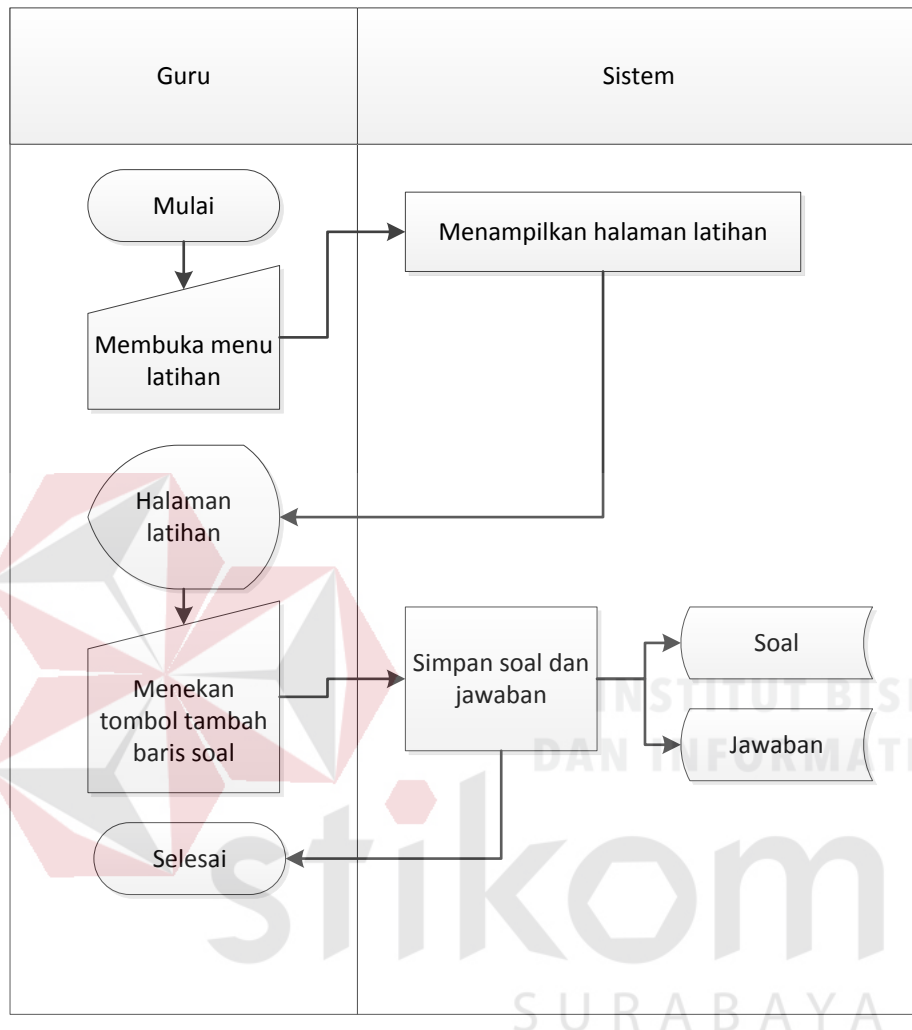 Guru
Sistem
Mulai
Menampilkan halaman latihan
Membuka menu
latihan
Halaman
latihan
Menekan
tombol tambah
baris soal
Simpan soal dan
jawaban
Soal
Jawaban
Selesai
INSTITUT BIS
DAN INFORMATI
stikom
SURABAYA